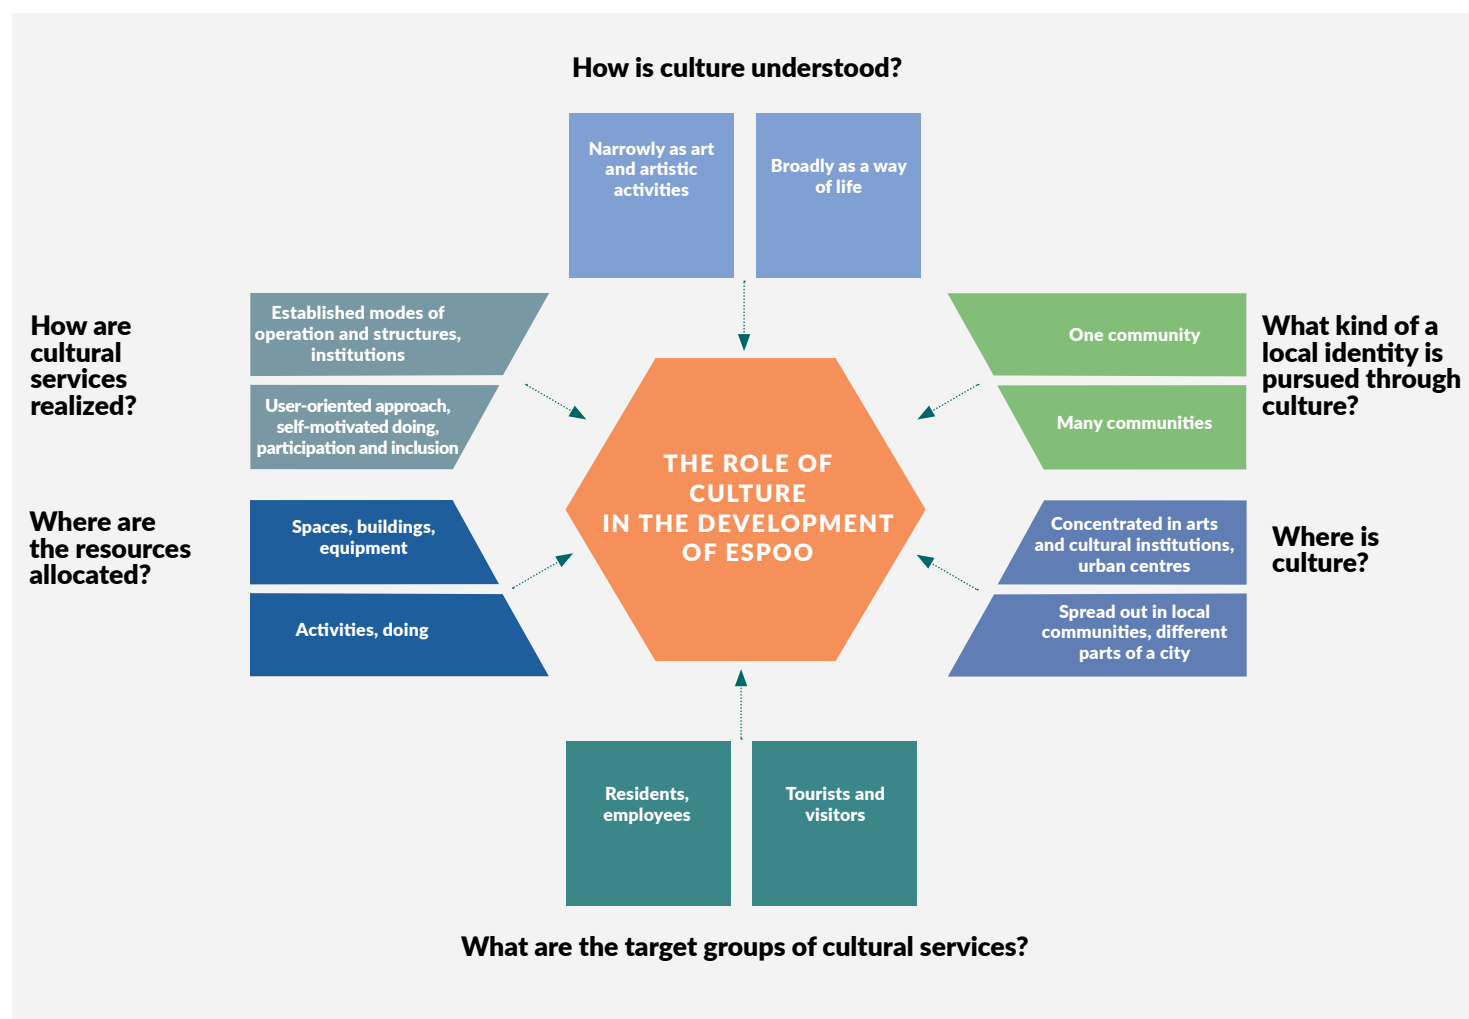 How is culture understood?
Narrowly as art
and artistic
activities
Broadly as a way
of life
How are
cultural
services
realized?
Established modes of
operation and structures,
institutions
User-oriented approach,
self-motivated doing,
participation and inclusion
What kind of a
local identity is
pursued through
culture?
One community
Many communities
THE ROLE OF
CULTURE
IN THE DEVELOPMENT
OF ESPOO
Where are
the resources
allocated?
Spaces, buildings,
equipment
Activities, doing
Where is
culture?
Concentrated in arts
and cultural institutions,
urban centres
Spread out in local
communities, different
parts of a city
Residents,
employees
Tourists and
visitors
What are the target groups of cultural services?